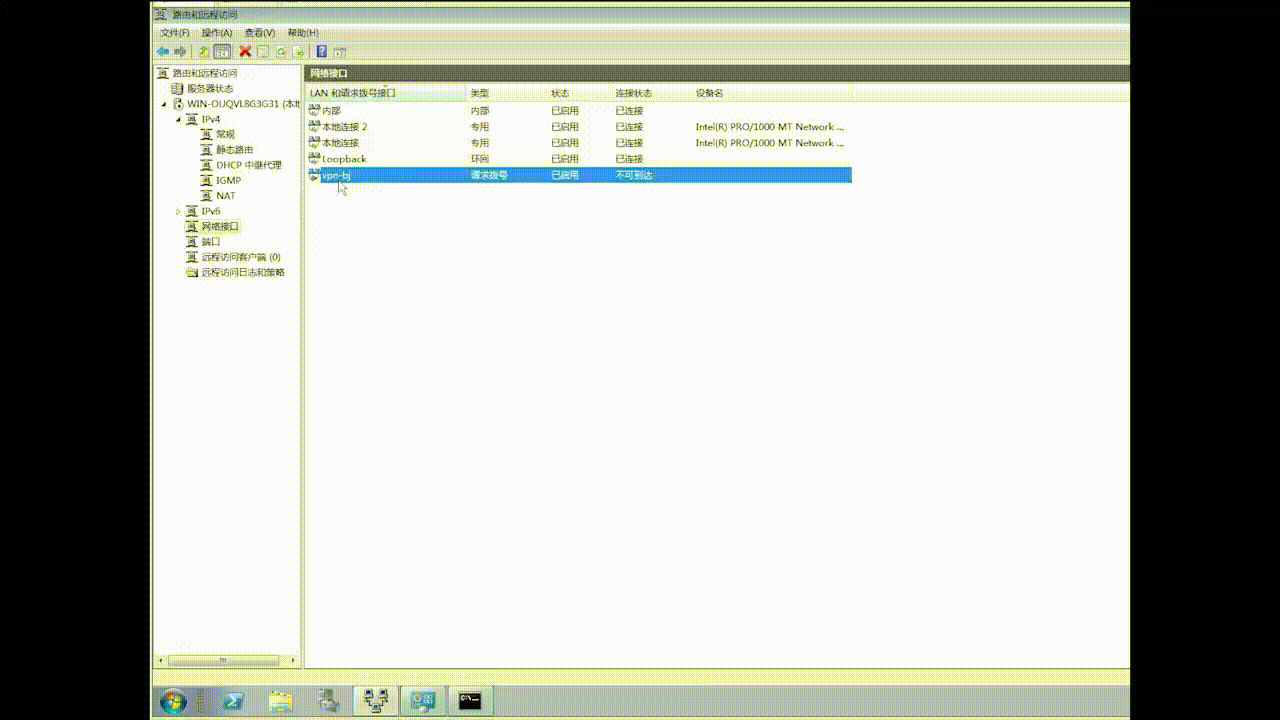 路由和远程访问
文件(F) 操作(A) 查看(V) 帮助(H)
路由和远程访问
服务器状态
WIN-OUQVL8G3G31 (本地
IPv4
常规
静态路由
DHCP 中继代理
IGMP
NAT
IPv6
网络接口
端口
远程访问客户端 (0)
远程访问日志和策略
网络接口
LAN 和请求拨号接口 类型 状态 连接状态 设备名
内部 内部 已启用 已连接
本地连接 2 专用 已启用 已连接 Intel(R) PRO/1000 MT Network ...
本地连接 专用 已启用 已连接 Intel(R) PRO/1000 MT Network ...
Loopback 环回 已启用 已连接
vpn-bj 请求拨号 已启用 不可到达